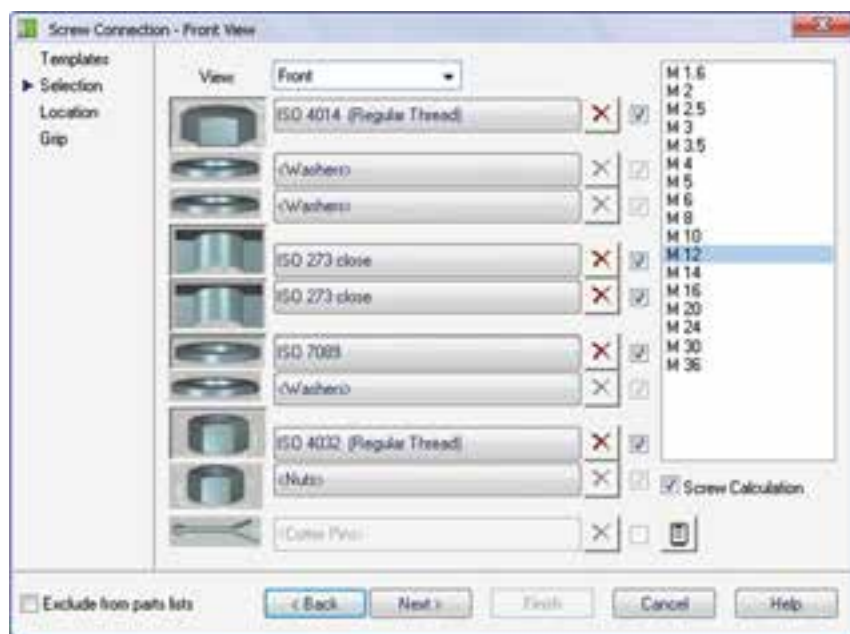 Screw Connection - Front View
Templates
Selection
Location
Grip
View:
Front
ISO 4014 (Regular Thread)
<Washers>
<Washers>
ISO 273 close
ISO 273 close
ISO 7089
<Washers>
ISO 4032 (Regular Thread)
<Nuts>
<Cotter Pins>
M 1.6
M 2
M 2.5
M 3
M 3.5
M 4
M 5
M 6
M 8
M 10
M 12
M 14
M 16
M 20
M 24
M 30
M 36
Screw Calculation
Exclude from parts lists
< Back
Next >
Finish
Cancel
Help